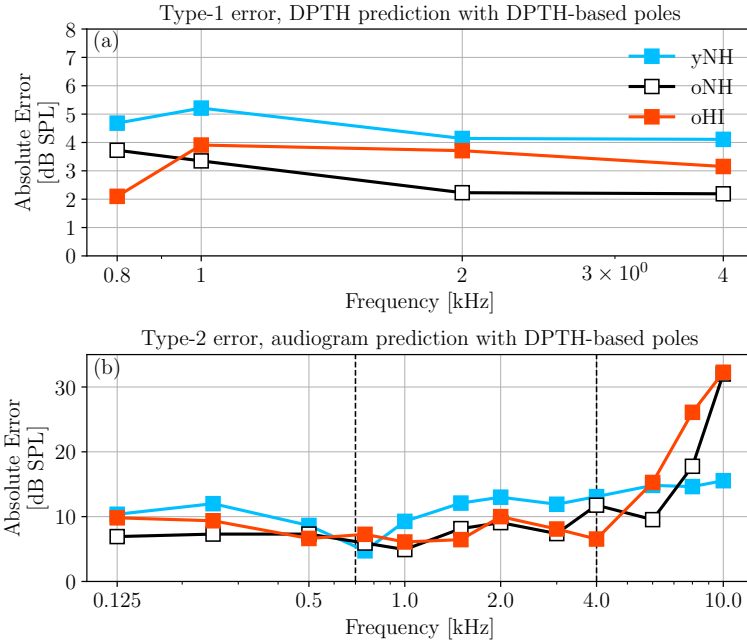 Type-1 error, DPTH prediction with DPTH-based poles
(a)
yNH
oNH
oHI
8
7
6
5
4
3
2
1
0
Absolute Error
[dB SPL]
0.8 1 2 3 × 10⁰ 4
Frequency [kHz]
Type-2 error, audiogram prediction with DPTH-based poles
(b)
30
20
10
0
Absolute Error
[dB SPL]
0.125 0.5 1.0 2.0 4.0 10.0
Frequency [kHz]